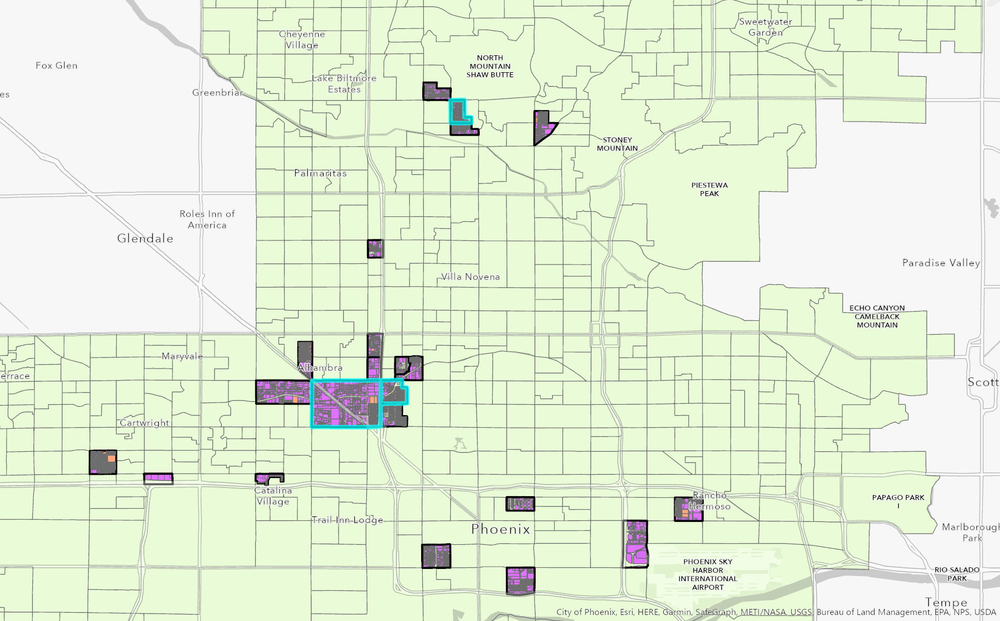 Sweetwater
Garden
Cheyenne
Village
Fox Glen
NORTH
MOUNTAIN
SHAW BUTTE
Lake Biltmore
Estates
Greenbriar
es
STONEY
MOUNTAIN
Palmaritas
PIESTEWA
PEAK
Roles Inn of
America
Glendale
Paradise Valley
Villa Novena
ECHO CANYON
CAMELBACK
MOUNTAIN
Maryvale
Alhambra
errace
Scott
Cartwright
Catalina
Village
Rancho
Hermoso
PAPAGO PARK
I
Trail Inn Lodge
Phoenix
Marlborough
Park
PHOENIX SKY
HARBOR
INTERNATIONAL
AIRPORT
RIO SALADO
PARK
Tempe
City of Phoenix, Esri, HERE, Garmin, SafeGraph, METI/NASA, USGS, Bureau of Land Management, EPA, NPS, USDA